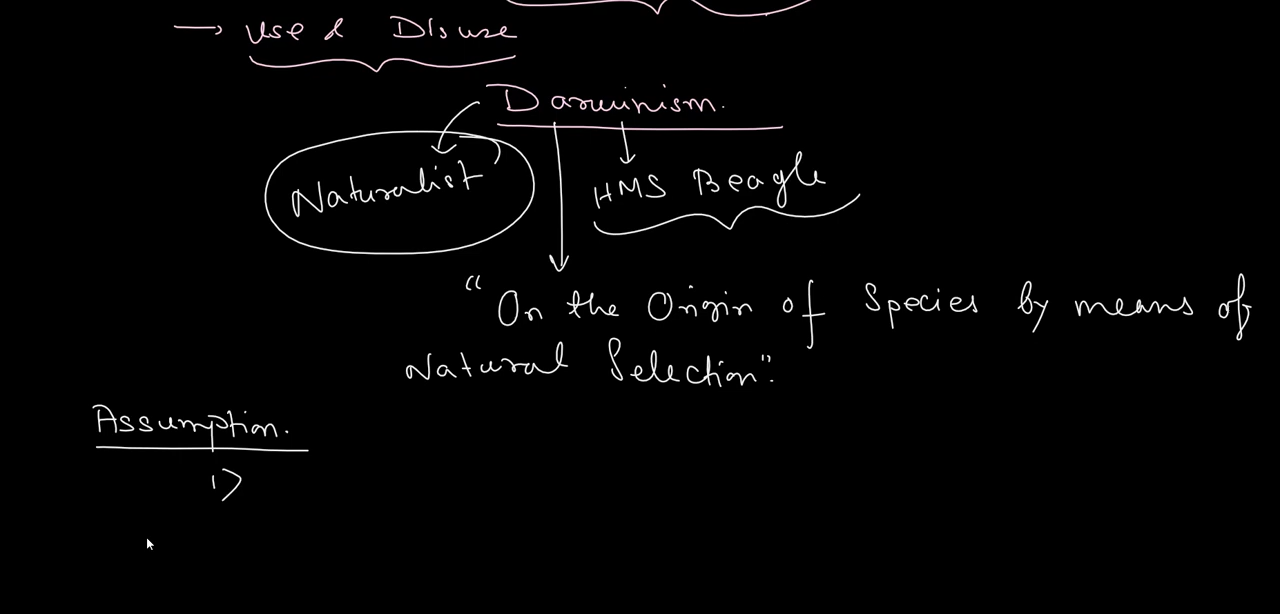 → Use & Disuse
Darwinism.
Naturalist
HMS Beagle
"On the Origin of Species by means of
Natural Selection".
Assumption.
1)